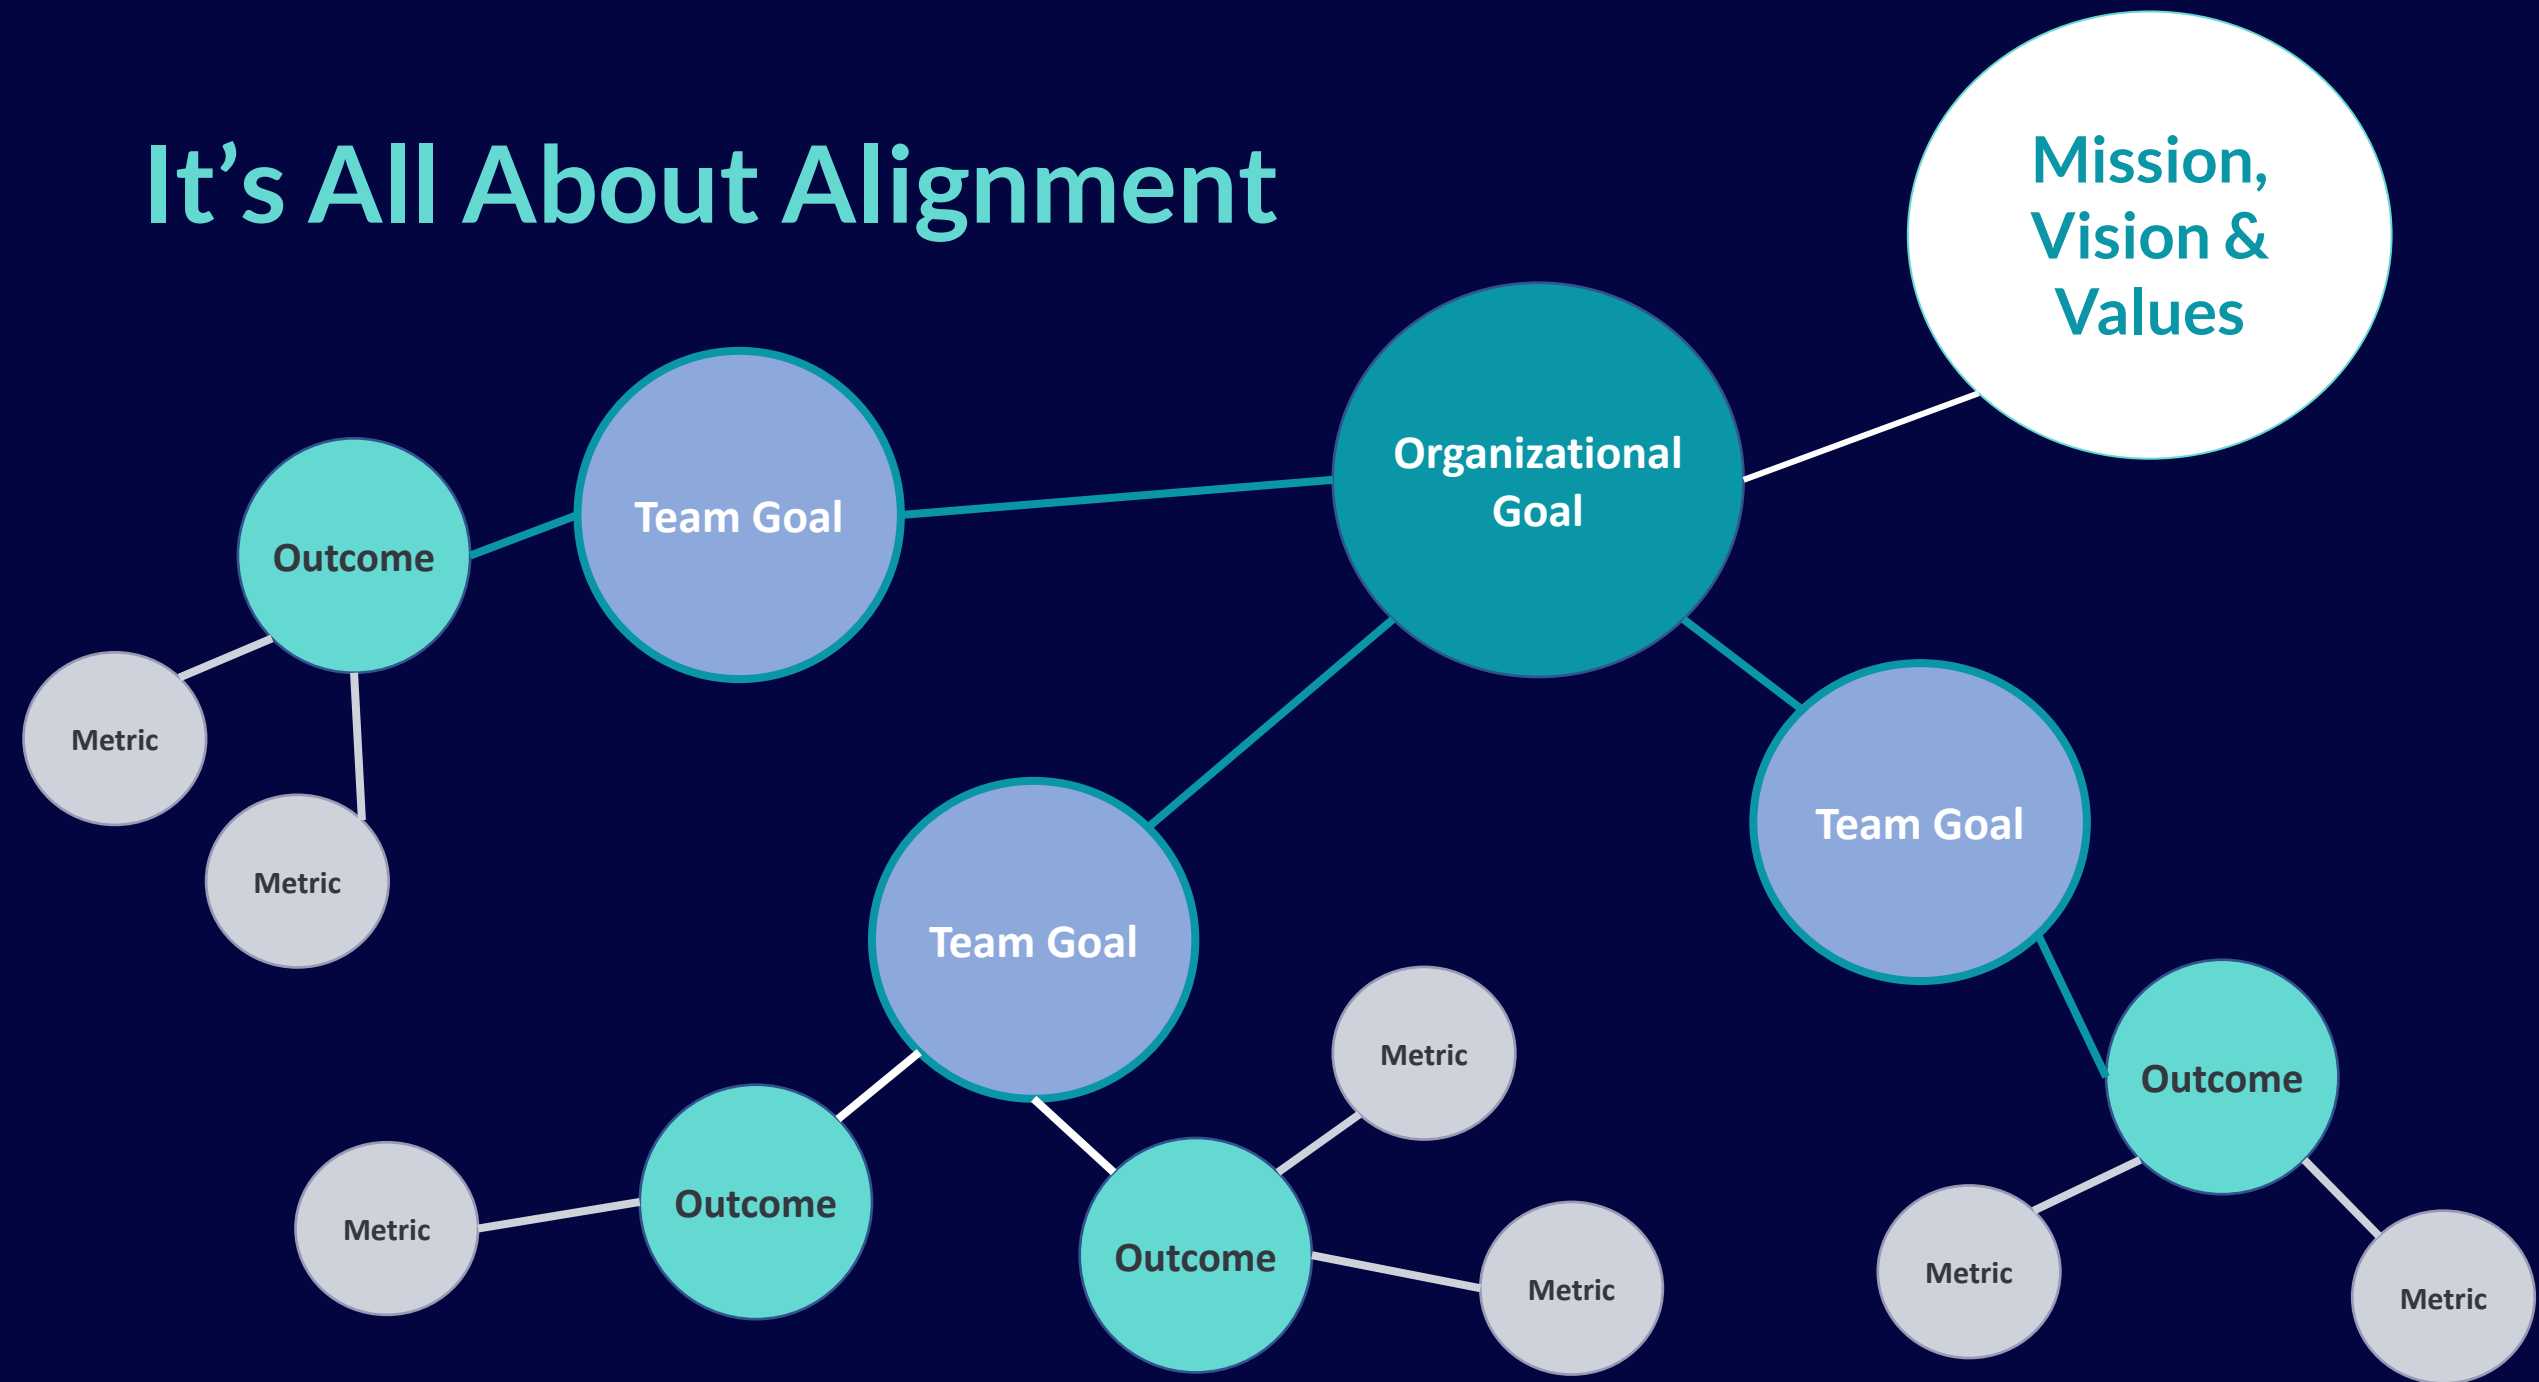 It’s All About Alignment
Mission,
Vision &
Values
Organizational
Goal
Team Goal
Outcome
Metric
Metric
Team Goal
Team Goal
Metric
Outcome
Outcome
Metric
Outcome
Metric
Metric
Metric